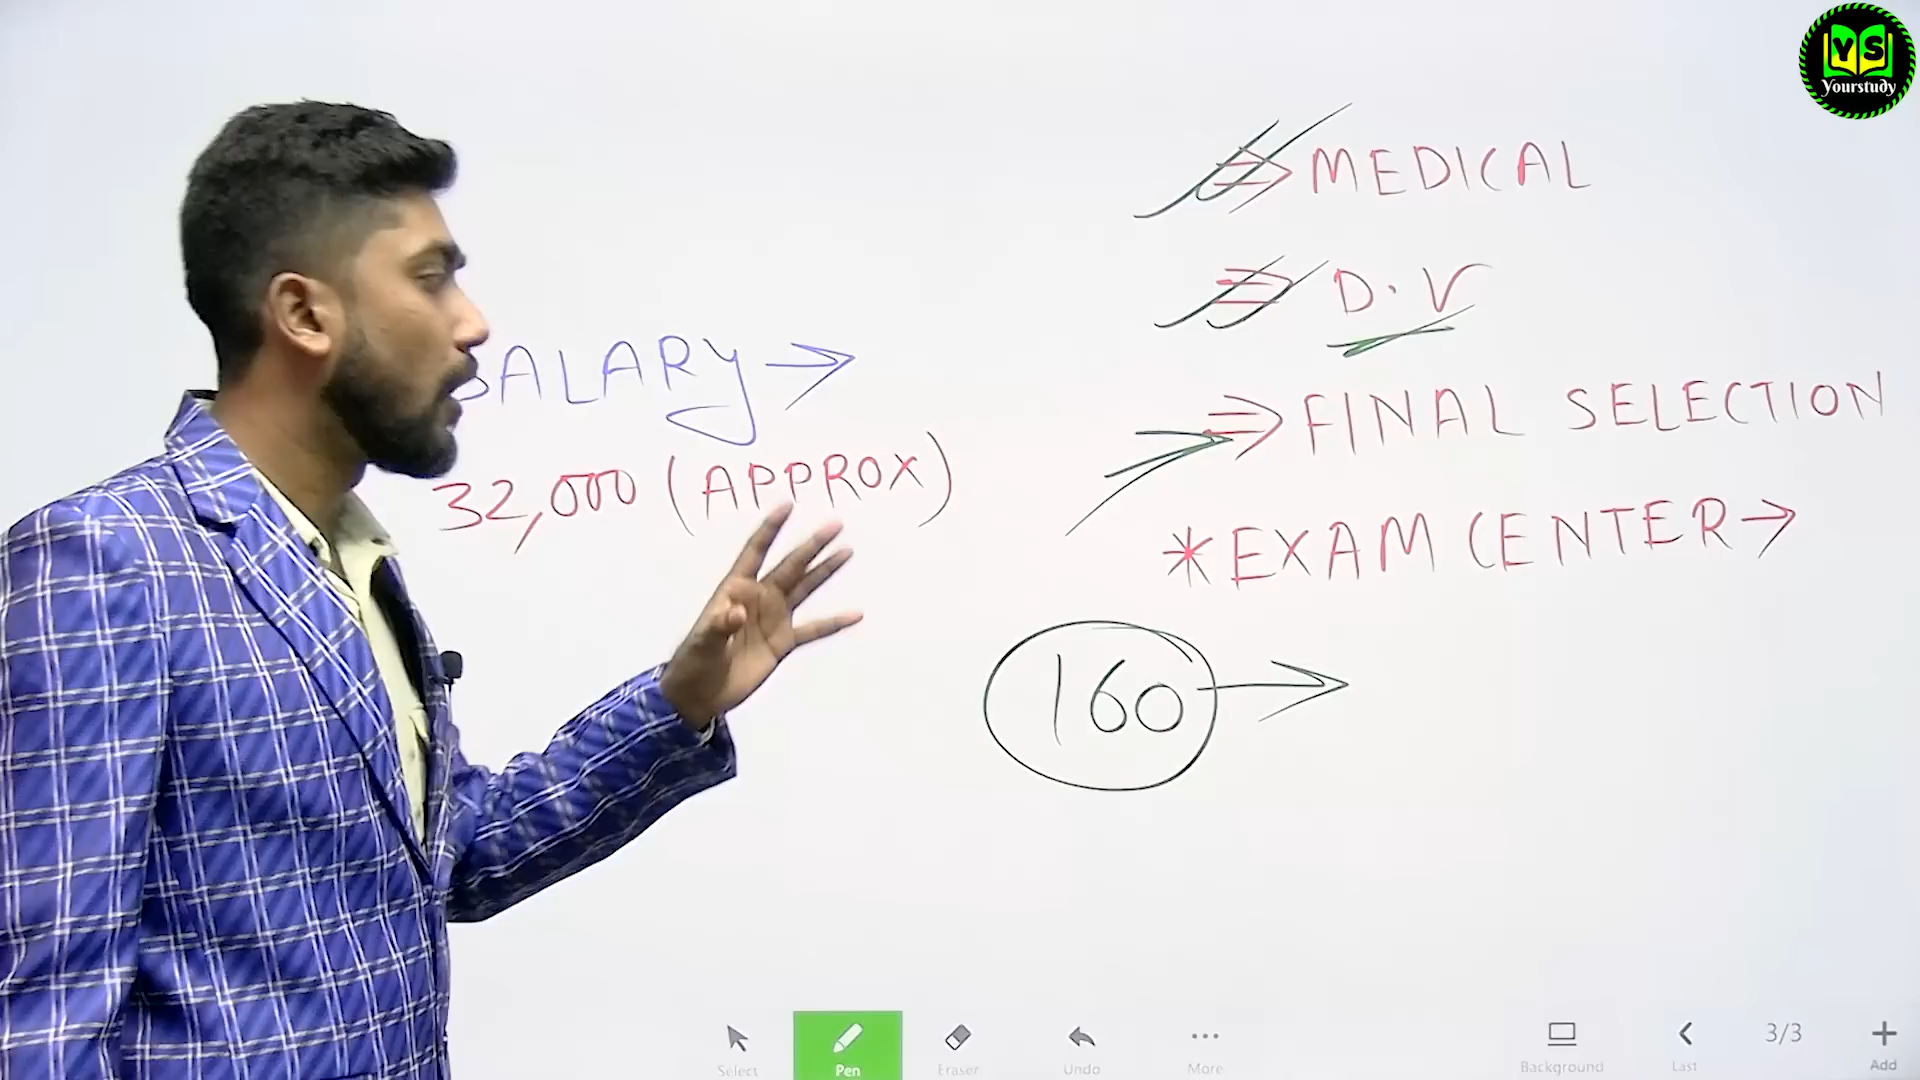 YS
Yourstudy
MEDICAL
D.V
SALARY
32,000 (APPROX)
FINAL SELECTION
*EXAM CENTER
160
Select
Pen
Eraser
Undo
More
Background
Last
3/3
Add